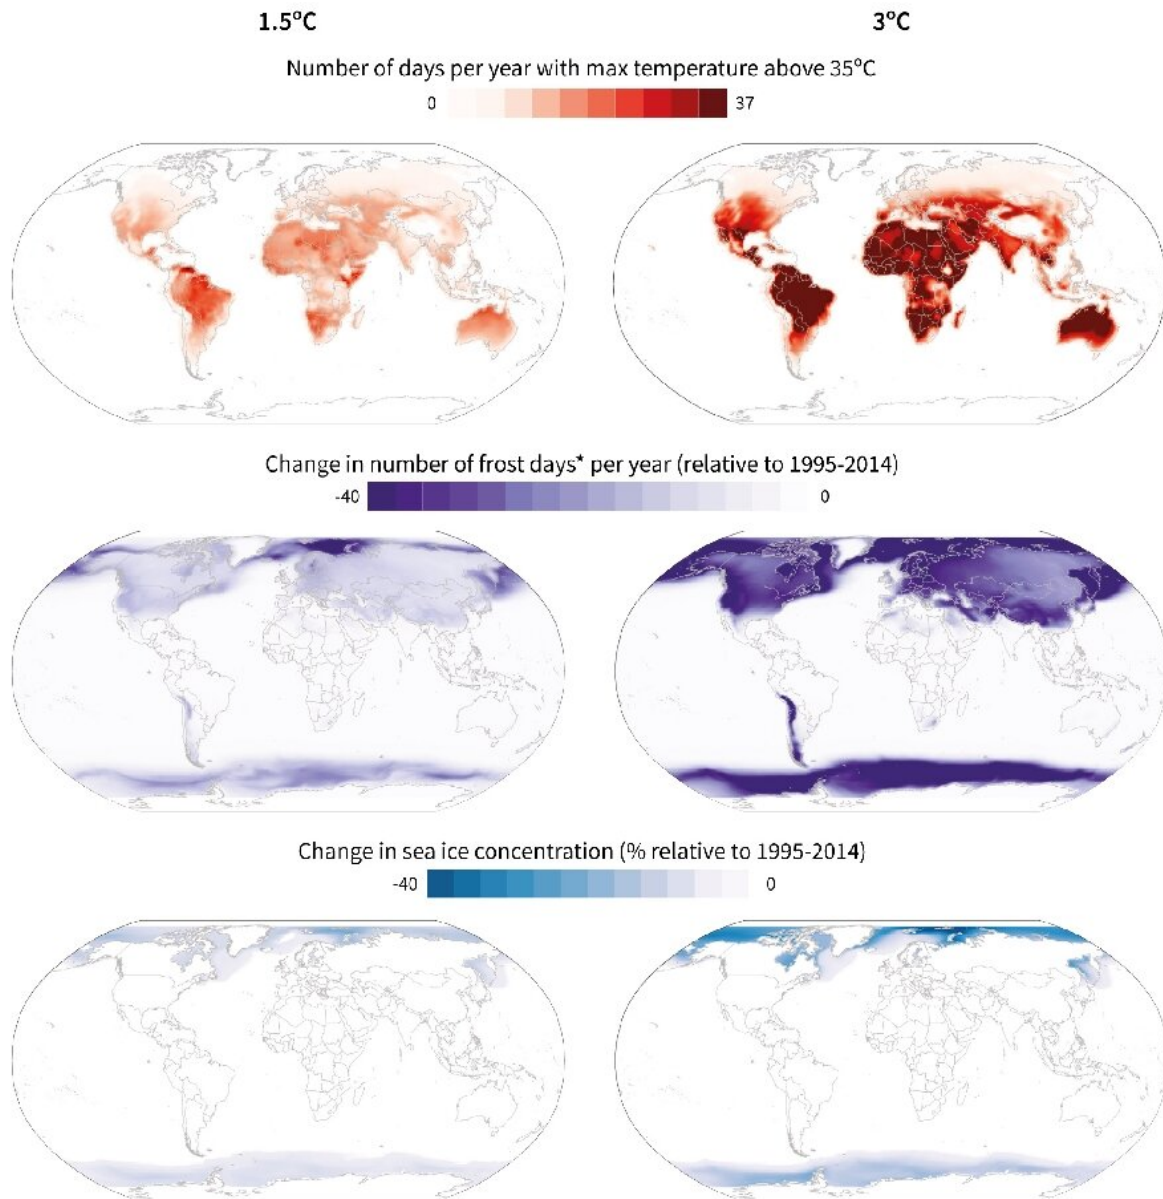 1.5°C
3°C
Number of days per year with max temperature above 35°C
0
37
Change in number of frost days* per year (relative to 1995-2014)
-40
0
Change in sea ice concentration (% relative to 1995-2014)
-40
0